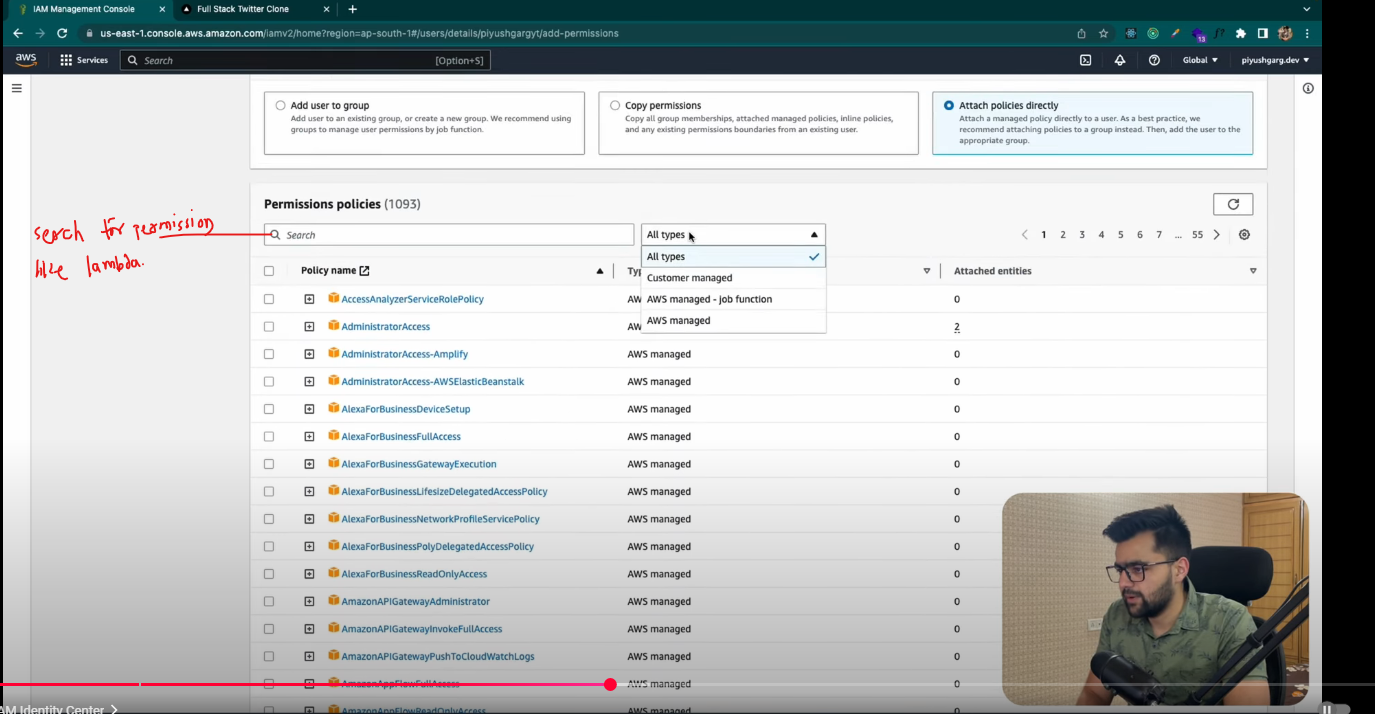 IAM Management Console
Full Stack Twitter Clone
us-east-1.console.aws.amazon.com/iamv2/home?region=ap-south-1#/users/details/piyushgargyt/add-permissions
13
aws
Services
Search
[Option+S]
Global
piyushgarg.dev
Add user to group
Add user to an existing group, or create a new group. We recommend using
groups to manage user permissions by job function.
Copy permissions
Copy all group memberships, attached managed policies, inline policies,
and any existing permissions boundaries from an existing user.
Attach policies directly
Attach a managed policy directly to a user. As a best practice, we
recommend attaching policies to a group instead. Then, add the user to the
appropriate group.
Permissions policies (1093)
serch for permission
like lambda.
Search
All types
1 2 3 4 5 6 7 ... 55
All types
Customer managed
AWS managed - job function
AWS managed
Policy name
Typ
Attached entities
AccessAnalyzerServiceRolePolicy AW 0
AdministratorAccess AW 2
AdministratorAccess-Amplify AWS managed 0
AdministratorAccess-AWSElasticBeanstalk AWS managed 0
AlexaForBusinessDeviceSetup AWS managed 0
AlexaForBusinessFullAccess AWS managed 0
AlexaForBusinessGatewayExecution AWS managed 0
AlexaForBusinessLifesizeDelegatedAccessPolicy AWS managed 0
AlexaForBusinessNetworkProfileServicePolicy AWS managed 0
AlexaForBusinessPolyDelegatedAccessPolicy AWS managed 0
AlexaForBusinessReadOnlyAccess AWS managed 0
AmazonAPIGatewayAdministrator AWS managed 0
AmazonAPIGatewayInvokeFullAccess AWS managed 0
AmazonAPIGatewayPushToCloudWatchLogs AWS managed 0
AmazonAppFlowFullAccess AWS managed 0
AmazonAppFlowReadOnlyAccess AWS managed 0
AM Identity Center